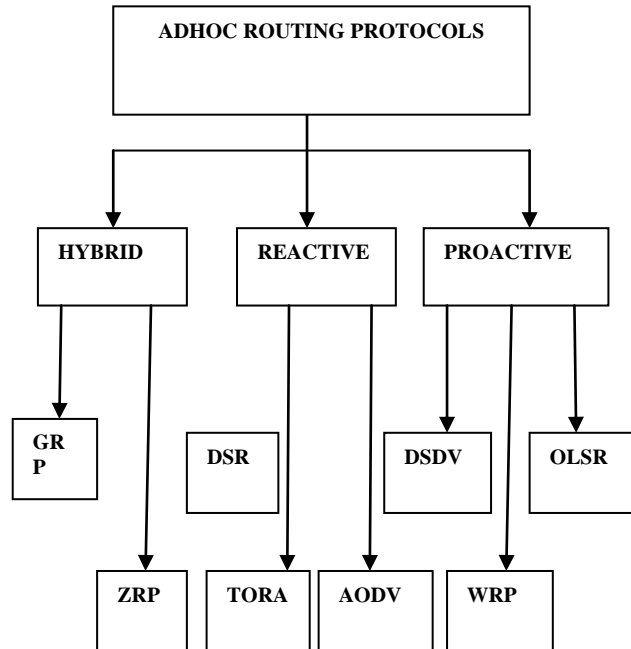 ADHOC ROUTING PROTOCOLS
HYBRID
REACTIVE
PROACTIVE
GR
P
DSR
DSDV
OLSR
ZRP
TORA
AODV
WRP